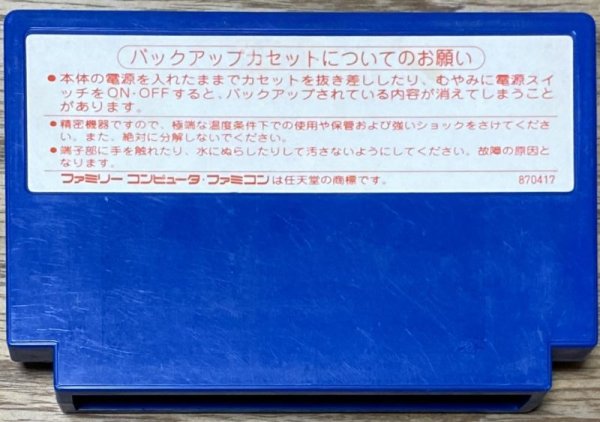 バックアップカセットについてのお願い
●本体の電源を入れたままでカセットを抜き差ししたり、むやみに電源スイ
ッチをON・OFFすると、バックアップされている内容が消えてしまうこと
があります。
●精密機器ですので、極端な温度条件下での使用や保管および強いショックをさけてくださ
い。また、絶対に分解しないでください。
●端子部に手を触れたり、水にぬらしたりして汚さないようにしてください。故障の原因と
なります。
ファミリーコンピュータ・ファミコンは任天堂の商標です。 870417